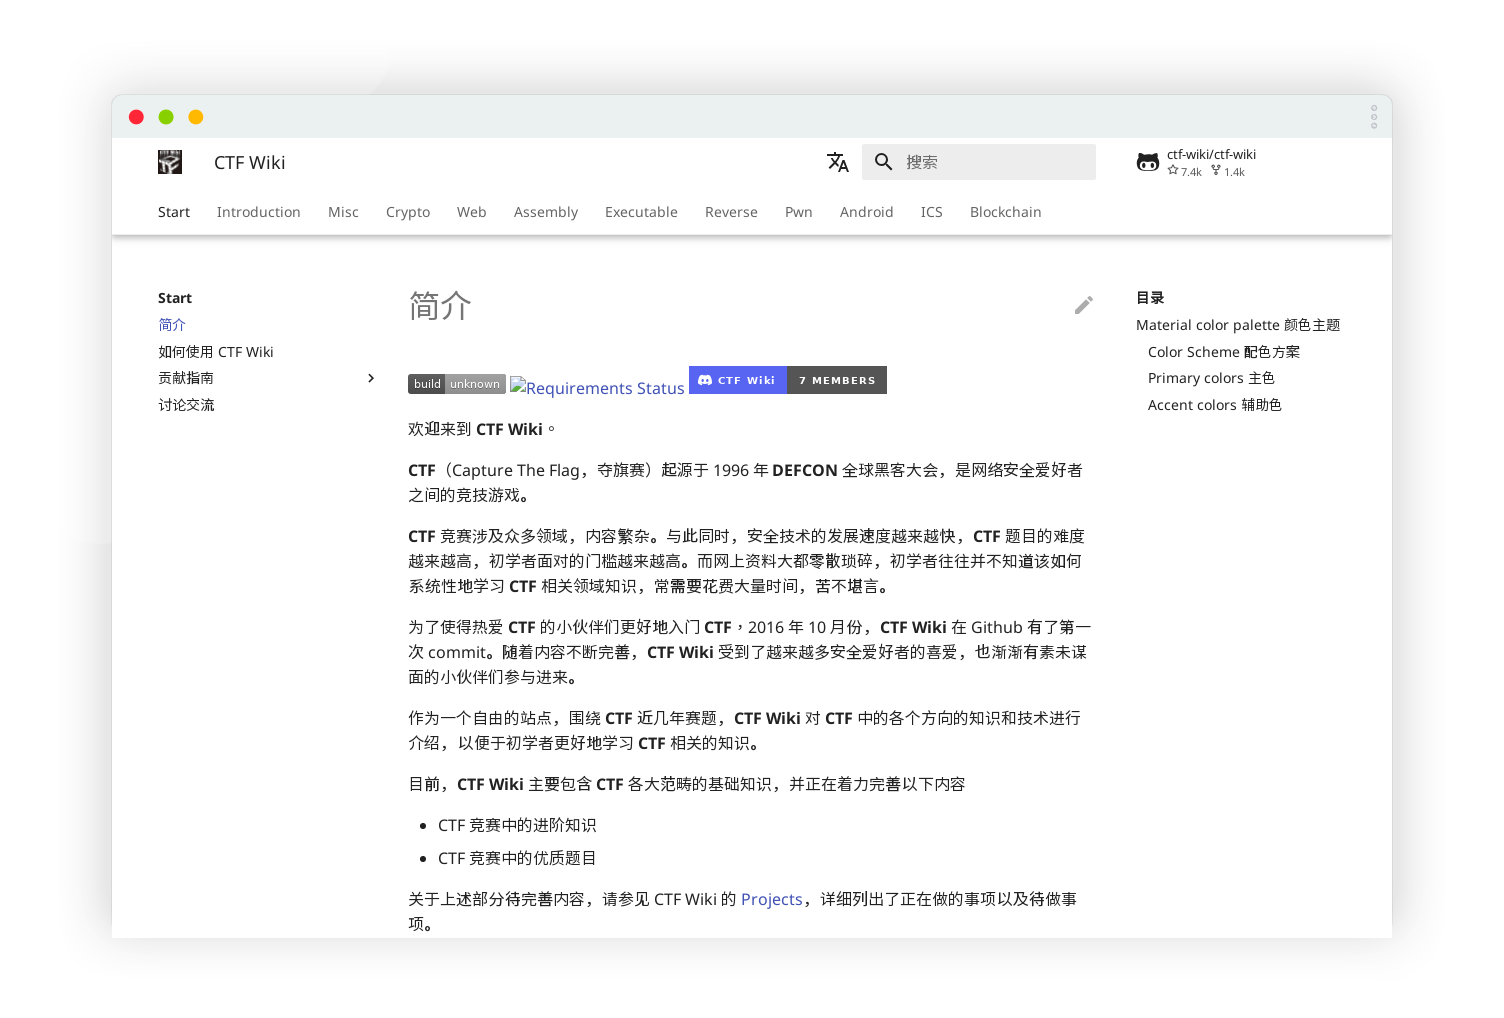 CTF Wiki
搜索
ctf-wiki/ctf-wiki
7.4k 1.4k
Start Introduction Misc Crypto Web Assembly Executable Reverse Pwn Android ICS Blockchain
Start
简介
如何使用 CTF Wiki
贡献指南
讨论交流
简介
build unknown Requirements Status CTF Wiki 7 MEMBERS
欢迎来到 CTF Wiki。
CTF（Capture The Flag，夺旗赛）起源于 1996 年 DEFCON 全球黑客大会，是网络安全爱好者
之间的竞技游戏。
CTF 竞赛涉及众多领域，内容繁杂。与此同时，安全技术的发展速度越来越快，CTF 题目的难度
越来越高，初学者面对的门槛越来越高。而网上资料大都零散琐碎，初学者往往并不知道该如何
系统性地学习 CTF 相关领域知识，常需要花费大量时间，苦不堪言。
为了使得热爱 CTF 的小伙伴们更好地入门 CTF，2016 年 10 月份，CTF Wiki 在 Github 有了第一
次 commit。随着内容不断完善，CTF Wiki 受到了越来越多安全爱好者的喜爱，也渐渐有素未谋
面的小伙伴们参与进来。
作为一个自由的站点，围绕 CTF 近几年赛题，CTF Wiki 对 CTF 中的各个方向的知识和技术进行
介绍，以便于初学者更好地学习 CTF 相关的知识。
目前，CTF Wiki 主要包含 CTF 各大范畴的基础知识，并正在着力完善以下内容
CTF 竞赛中的进阶知识
CTF 竞赛中的优质题目
关于上述部分待完善内容，请参见 CTF Wiki 的 Projects，详细列出了正在做的事项以及待做事
项。
目录
Material color palette 颜色主题
Color Scheme 配色方案
Primary colors 主色
Accent colors 辅助色